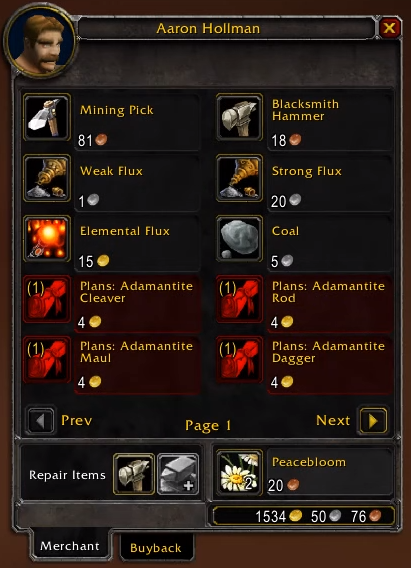 Aaron Hollman
Mining Pick
81
Blacksmith
Hammer
18
Weak Flux
1
Strong Flux
20
Elemental Flux
15
Coal
5
(1)
Plans: Adamantite
Cleaver
4
(1)
Plans: Adamantite
Rod
4
(1)
Plans: Adamantite
Maul
4
(1)
Plans: Adamantite
Dagger
4
Prev
Page 1
Next
Repair Items
2
Peacebloom
20
1534 50 76
Merchant
Buyback